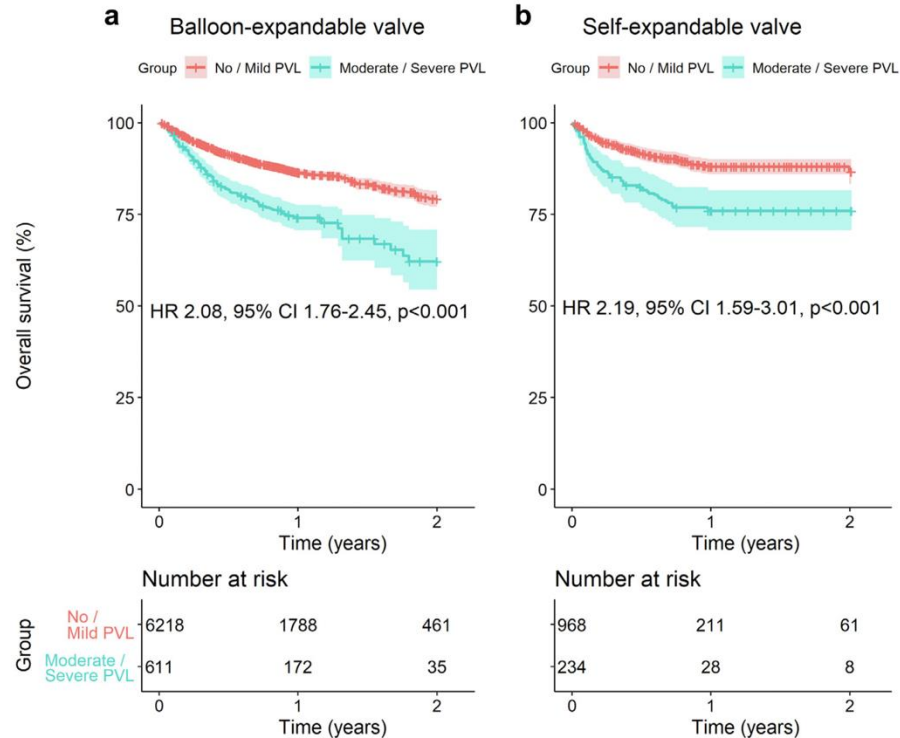 a Balloon-expandable valve
Group No / Mild PVL Moderate / Severe PVL
Overall survival (%)
100
75
50
25
0
HR 2.08, 95% CI 1.76-2.45, p<0.001
0 1 2
Time (years)
b Self-expandable valve
Group No / Mild PVL Moderate / Severe PVL
100
75
50
25
0
HR 2.19, 95% CI 1.59-3.01, p<0.001
0 1 2
Time (years)
Number at risk
Group
No /
Mild PVL
6218 1788 461
Moderate /
Severe PVL
611 172 35
0 1 2
Time (years)
Number at risk
968 211 61
234 28 8
0 1 2
Time (years)